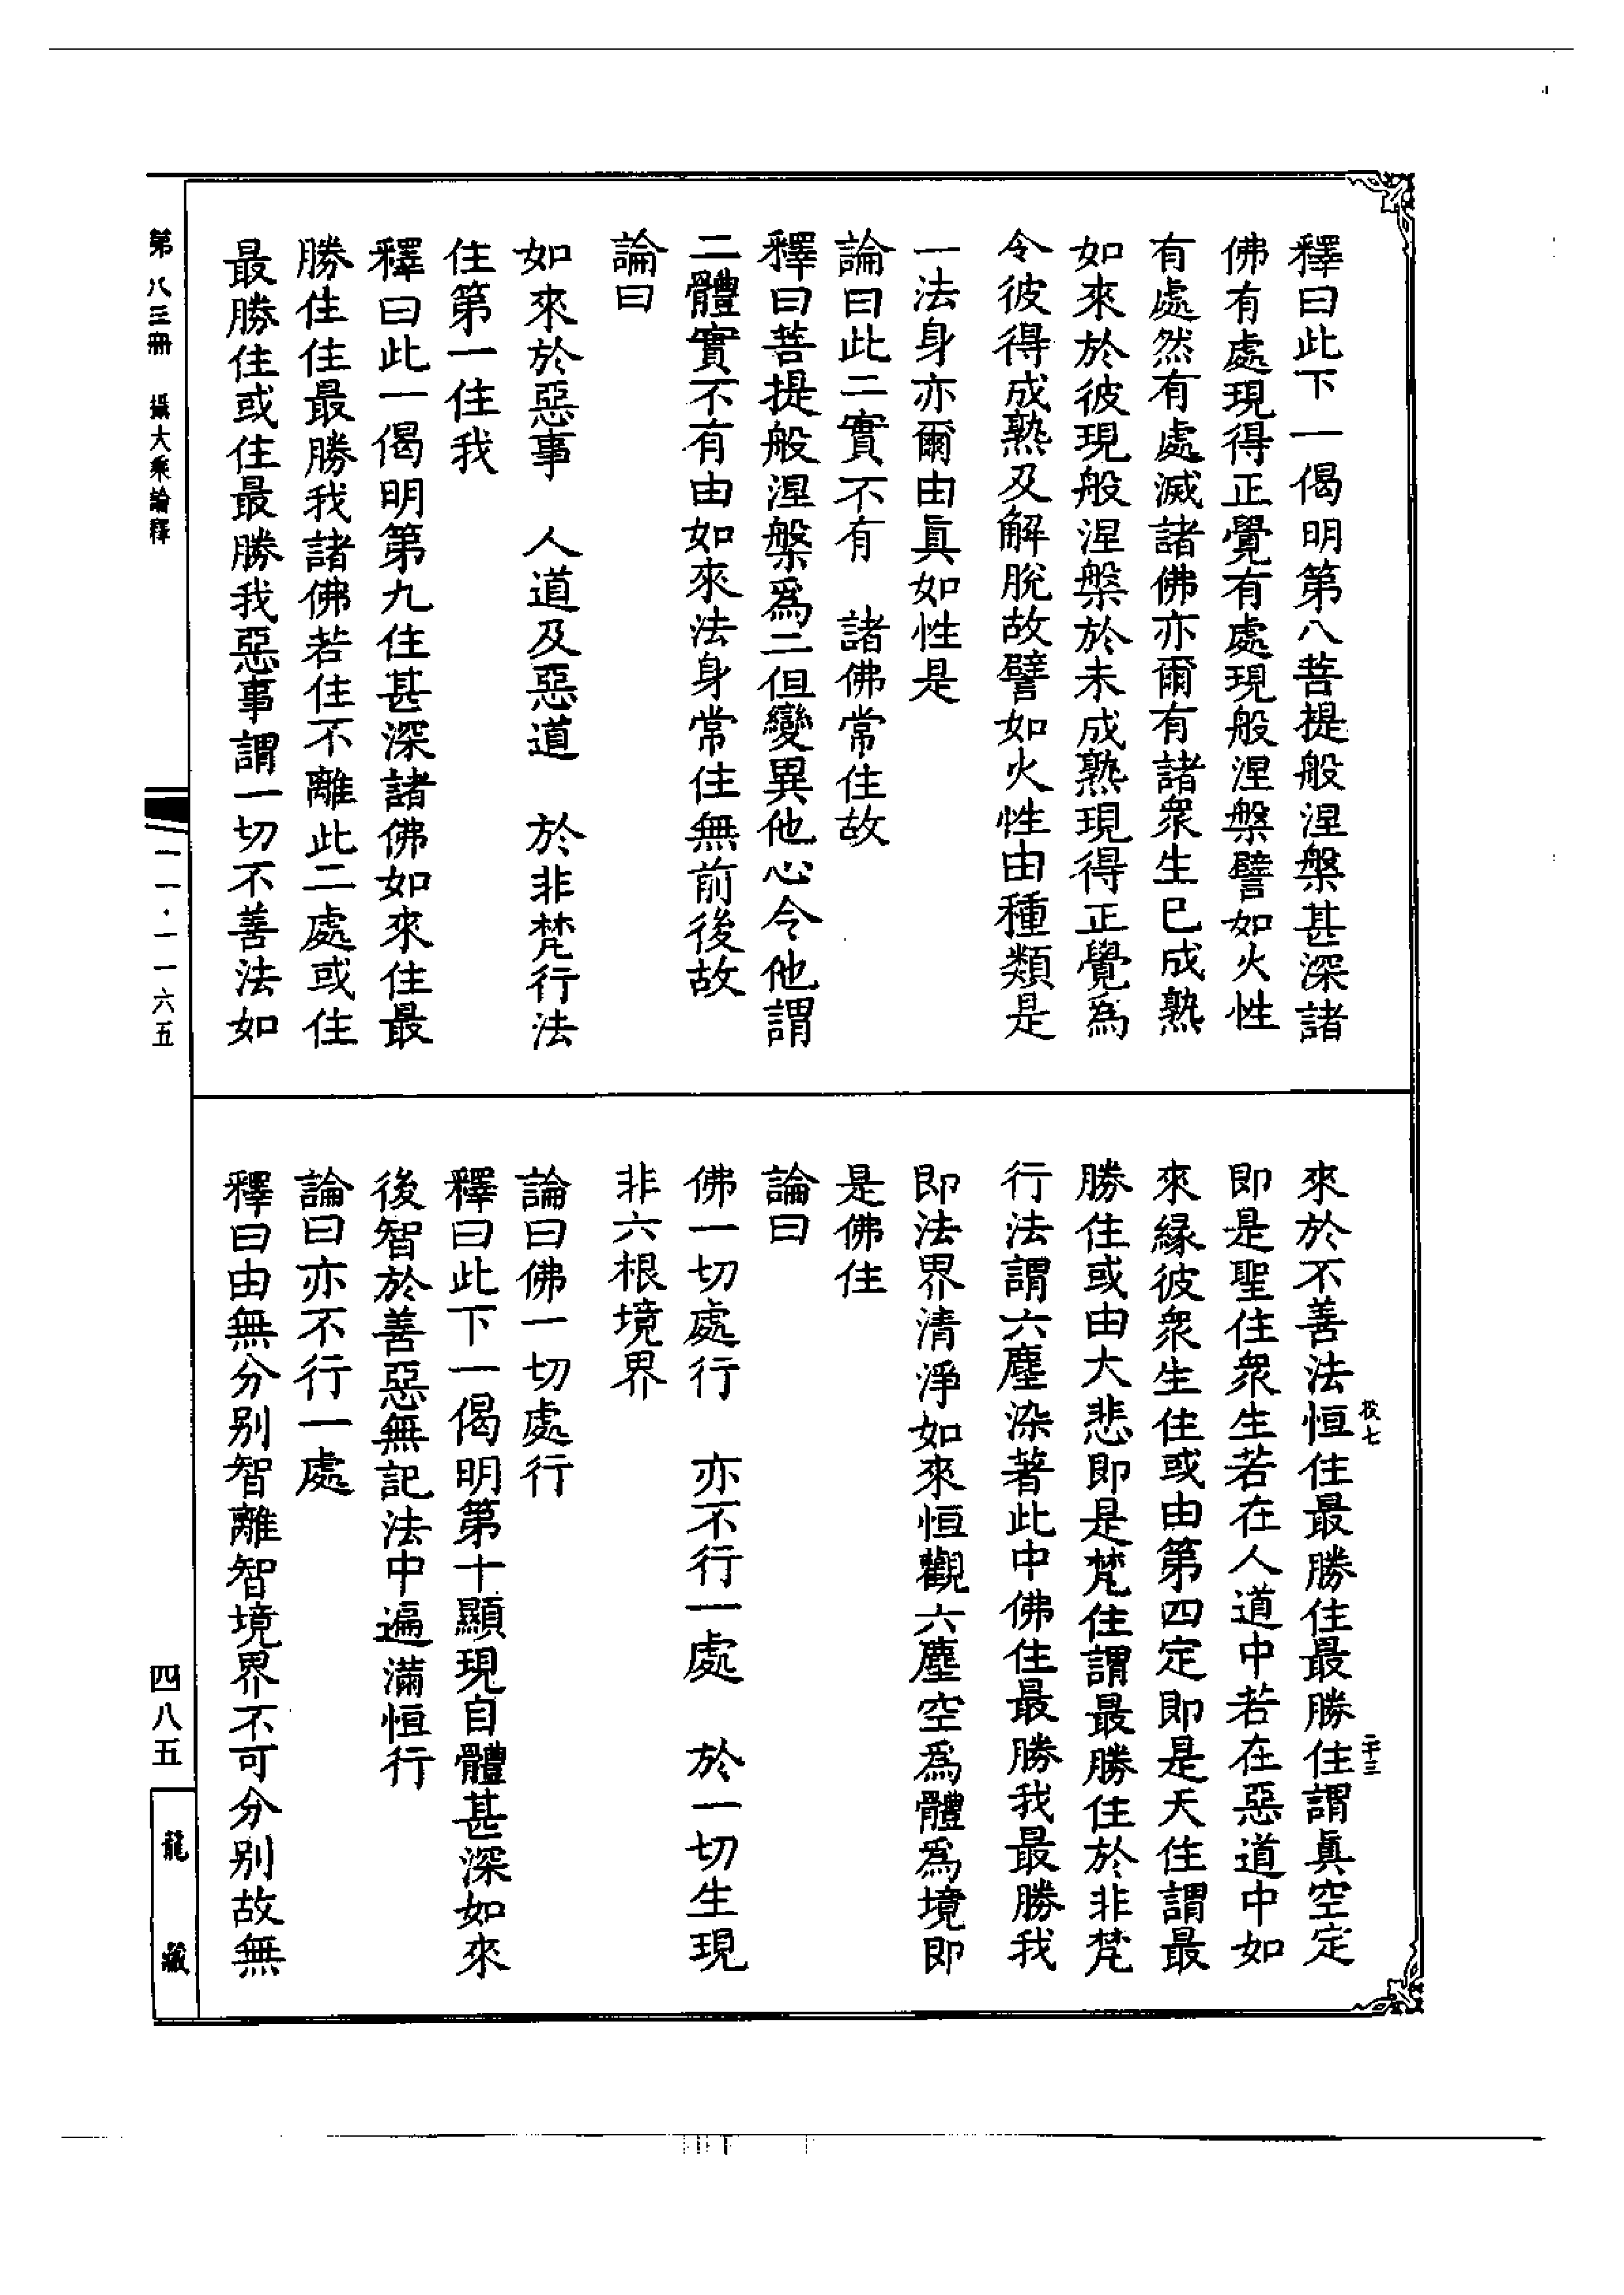 釋曰此下一偈明第八菩提般涅槃甚深諸
佛有處現得正覺有處現般涅槃譬如火性
有處然有處滅諸佛亦爾有諸衆生已成熟
如來於彼現般涅槃於未成熟現得正覺爲
令彼得成熟及解脫故譬如火性由種類是
一法身亦爾由眞如性是
論曰此二實不有　諸佛常住故
釋曰菩提般涅槃爲二但變異他心令他謂
二體實不有由如來法身常住無前後故
論曰
如來於惡事　人道及惡道　於非梵行法
住第一住我
釋曰此一偈明第九住甚深諸佛如來住最
勝住住最勝我諸佛若住不離此二處或住
最勝住或住最勝我惡事謂一切不善法如
來於不善法恒住最勝住最勝住謂眞空定
即是聖住衆生若在人道中若在惡道中如
來緣彼衆生住或由第四定即是天住謂最
勝住或由大悲即是梵住謂最勝住於非梵
行法謂六塵染著此中佛住最勝我最勝我
即法界清淨如來恒觀六塵空爲體爲境即
是佛住
論曰
佛一切處行　亦不行一處　於一切生現
非六根境界
論曰佛一切處行
釋曰此下一偈明第十顯現自體甚深如來
後智於善惡無記法中遍滿恒行
論曰亦不行一處
釋曰由無分別智離智境界不可分別故無
第八三冊　攝大乘論釋
一一·一一六五
四八五
龍藏